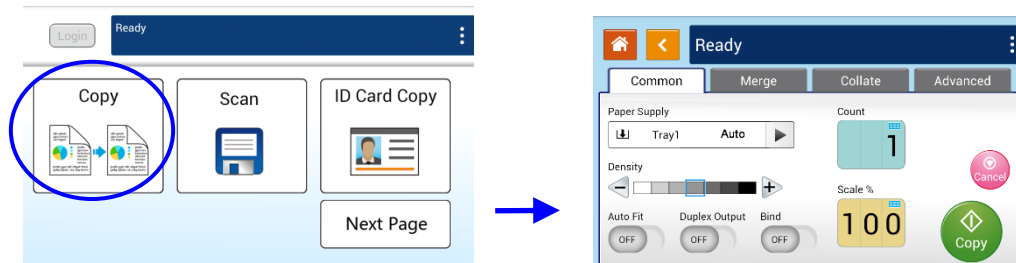 Login
Ready
Copy
Scan
ID Card Copy
Next Page
Ready
Common Merge Collate Advanced
Paper Supply
Tray1 Auto
Count
1
Density
Cancel
Scale %
100
Auto Fit Duplex Output Bind
OFF OFF OFF
Copy